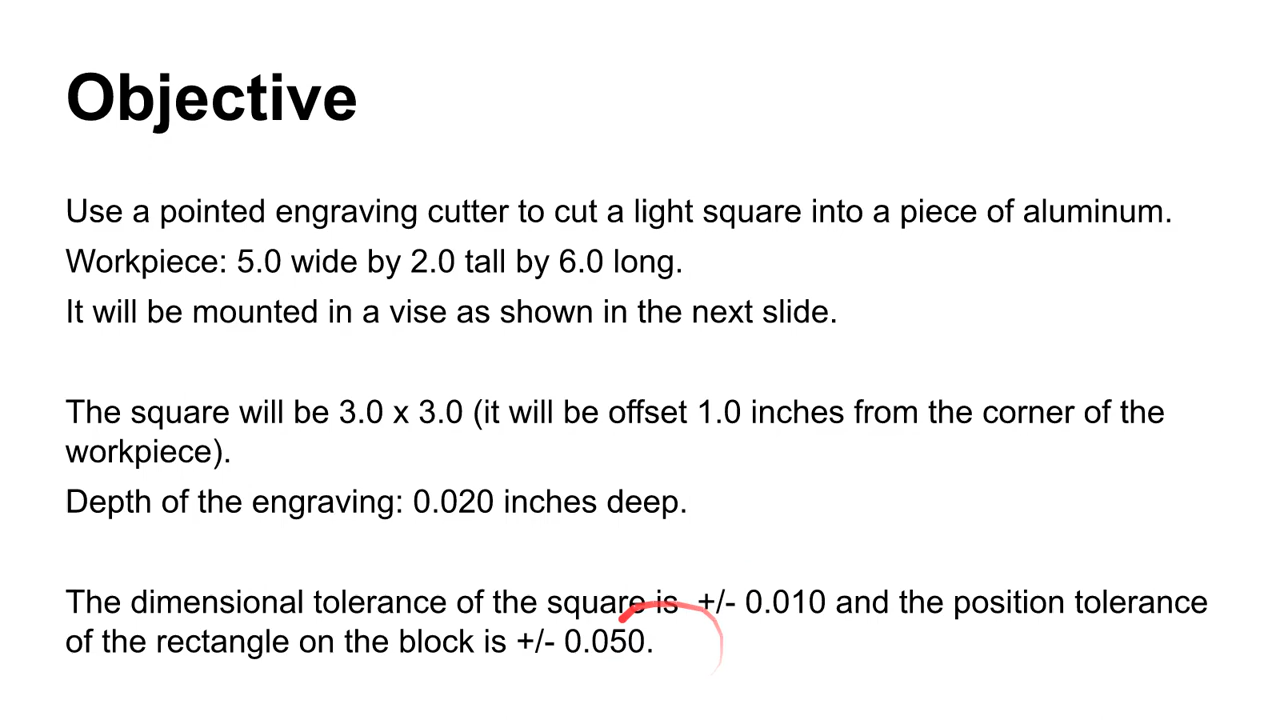 Objective
Use a pointed engraving cutter to cut a light square into a piece of aluminum.
Workpiece: 5.0 wide by 2.0 tall by 6.0 long.
It will be mounted in a vise as shown in the next slide.
The square will be 3.0 x 3.0 (it will be offset 1.0 inches from the corner of the
workpiece).
Depth of the engraving: 0.020 inches deep.
The dimensional tolerance of the square is  +/- 0.010 and the position tolerance
of the rectangle on the block is +/- 0.050.